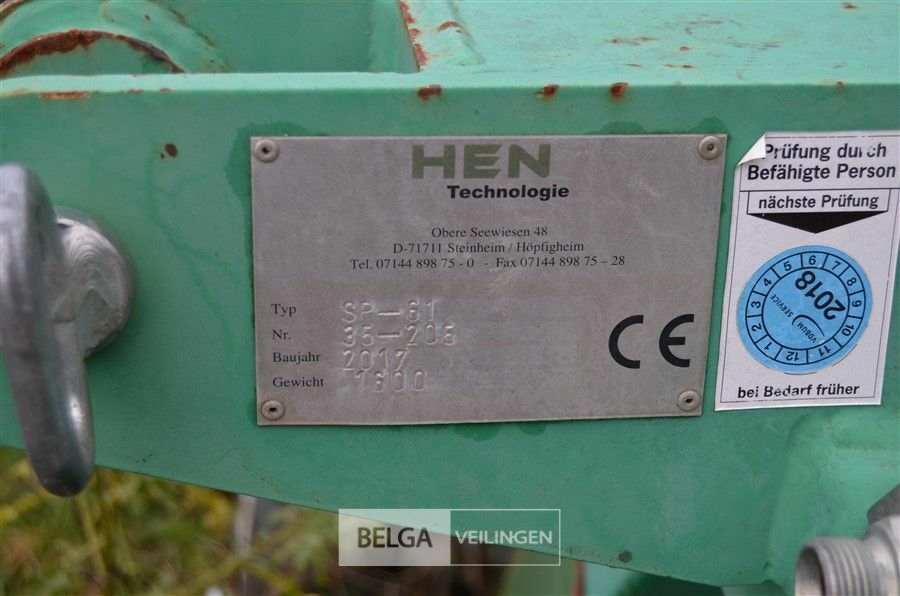 HEN
Technologie
Obere Seewiesen 48
D-71711 Steinheim / Höpfigheim
Tel. 07144 898 75 - 0 - Fax 07144 898 75 – 28
Typ SP-61
Nr. 35-205
Baujahr 2017
Gewicht 1600
CE
Prüfung durch
Befähigte Person
nächste Prüfung
1 2 3 4 5 6 7 8 9 10 11 12
2018
VDBUM SERVICE
bei Bedarf früher
BELGA VEILINGEN